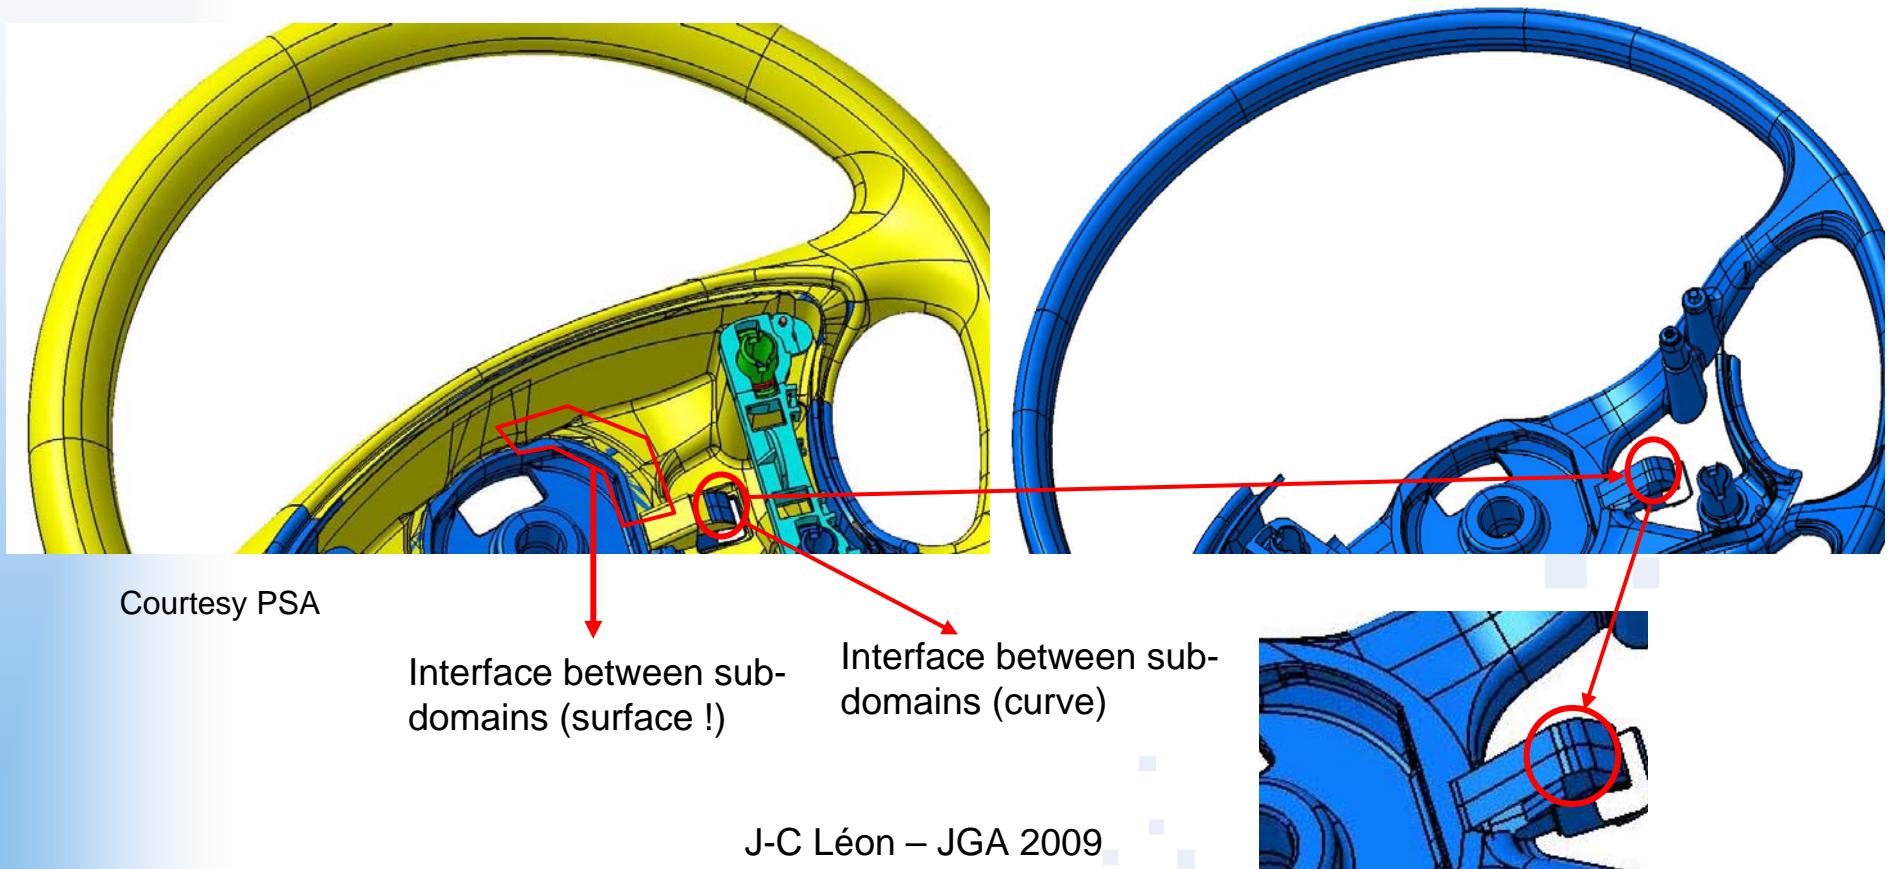 Courtesy PSA
Interface between sub-
domains (surface !)
Interface between sub-
domains (curve)
J-C Léon – JGA 2009